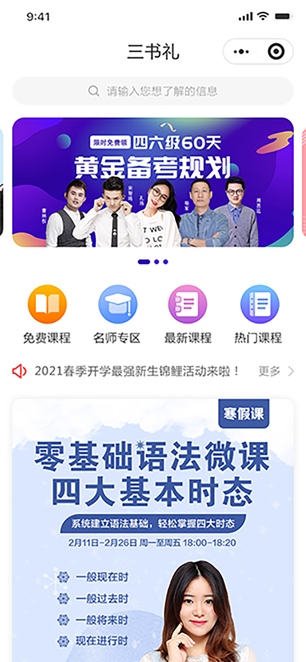 9:41
三书礼
请输入您想了解的信息
限时免费领 四六级60天
黄金备考规划
免费课程
名师专区
最新课程
热门课程
2021春季开学最强新生锦鲤活动来啦！
更多
寒假课
零基础语法微课
四大基本时态
系统建立语法基础，轻松掌握四大时态
2月11日-2月26日 周一至周五 18:00-18:20
一般现在时
一般过去时
一般将来时
现在进行时